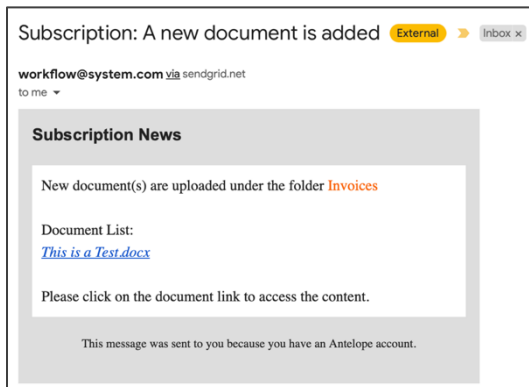 Subscription: A new document is added External Inbox x
workflow@system.com via sendgrid.net
to me
Subscription News
New document(s) are uploaded under the folder Invoices
Document List:
This is a Test.docx
Please click on the document link to access the content.
This message was sent to you because you have an Antelope account.